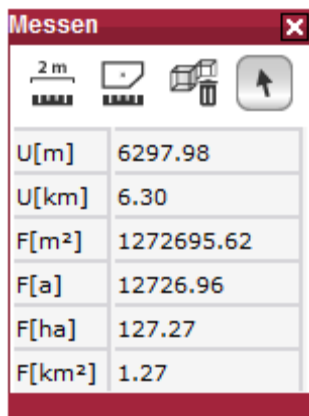 Messen
2 m
U[m] 6297.98
U[km] 6.30
F[m²] 1272695.62
F[a] 12726.96
F[ha] 127.27
F[km²] 1.27